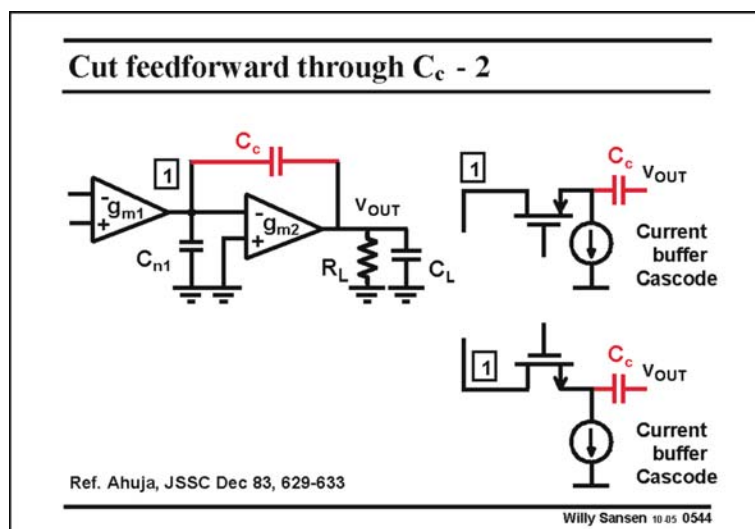 Cut feedforward through Cc - 2
Cc
1
-
gm1
+
Cn1
-
gm2
+
VOUT
RL
CL
1
Cc
VOUT
Current
buffer
Cascode
1
Cc
VOUT
Current
buffer
Cascode
Ref. Ahuja, JSSC Dec 83, 629-633
Willy Sansen 10-05 0544